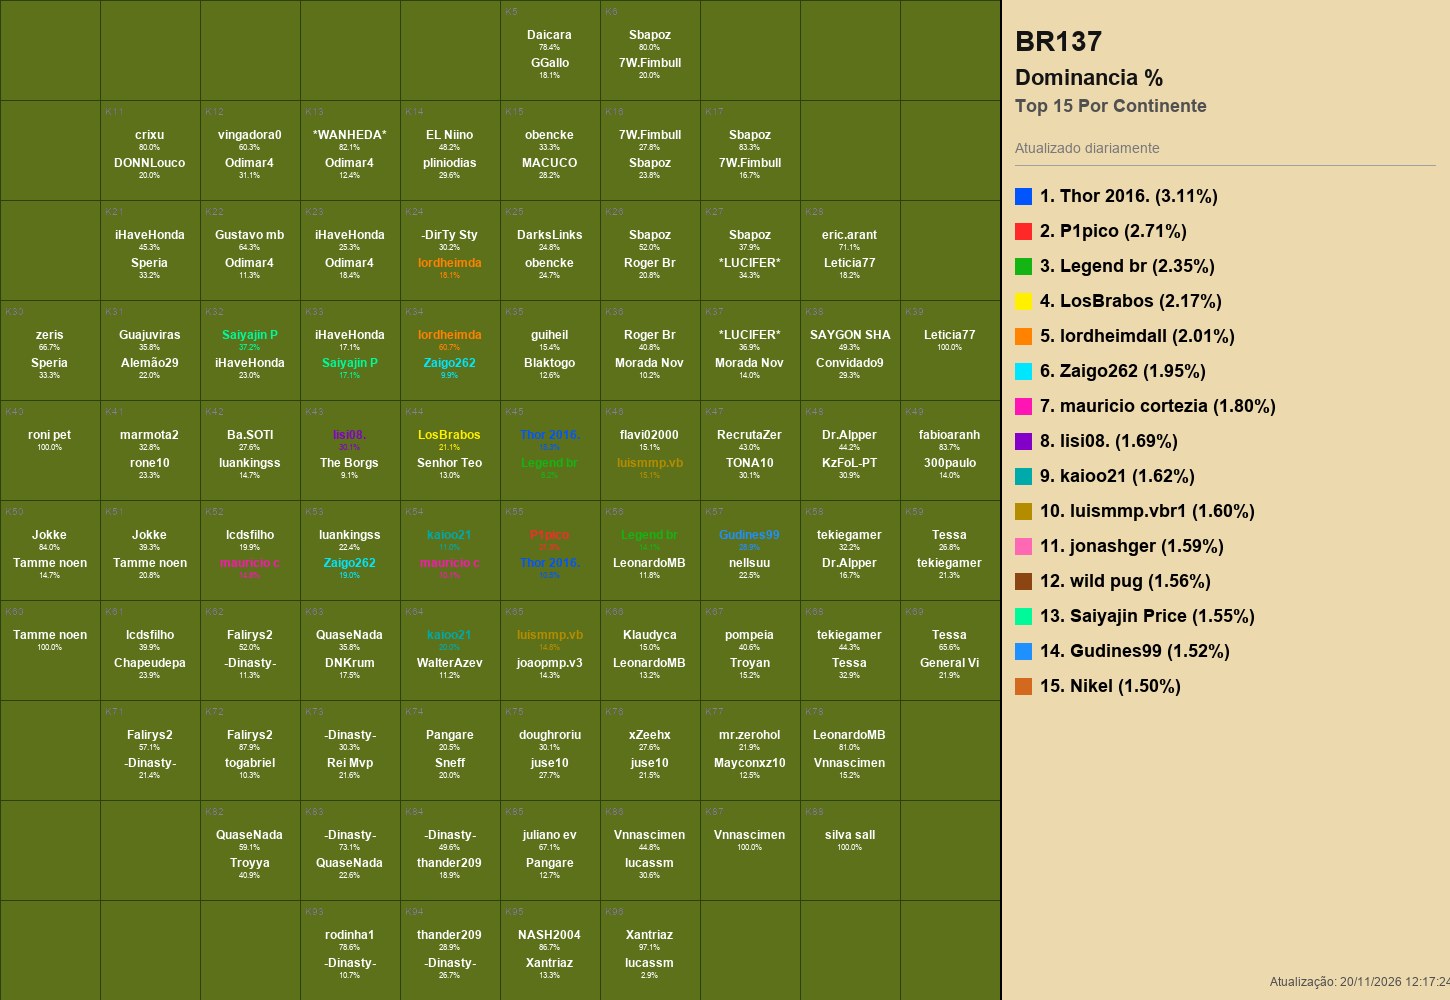 K5
Daicara
78.4%
GGallo
18.1%
K6
Sbapoz
80.0%
7W.Fimbull
20.0%
K11
crixu
80.0%
DONNLouco
20.0%
K12
vingadora0
60.3%
Odimar4
31.1%
K13
*WANHEDA*
82.1%
Odimar4
12.4%
K14
EL Niino
48.2%
pliniodias
29.6%
K15
obencke
33.3%
MACUCO
28.2%
K16
7W.Fimbull
27.8%
Sbapoz
23.8%
K17
Sbapoz
83.3%
7W.Fimbull
16.7%
K21
iHaveHonda
45.3%
Speria
33.2%
K22
Gustavo mb
64.3%
Odimar4
11.3%
K23
iHaveHonda
25.3%
Odimar4
18.4%
K24
-DirTy Sty
30.2%
lordheimda
18.1%
K25
DarksLinks
24.8%
obencke
24.7%
K26
Sbapoz
52.0%
Roger Br
20.8%
K27
Sbapoz
37.9%
*LUCIFER*
34.3%
K28
eric.arant
71.1%
Leticia77
18.2%
K30
zeris
66.7%
Speria
33.3%
K31
Guajuviras
35.8%
Alemão29
22.0%
K32
Saiyajin P
37.2%
iHaveHonda
23.0%
K33
iHaveHonda
17.1%
Saiyajin P
17.1%
K34
lordheimda
60.7%
Zaigo262
9.9%
K35
guiheil
15.4%
Blaktogo
12.6%
K36
Roger Br
40.8%
Morada Nov
10.2%
K37
*LUCIFER*
36.9%
Morada Nov
14.0%
K38
SAYGON SHA
49.3%
Convidado9
29.3%
K39
Leticia77
100.0%
K40
roni pet
100.0%
K41
marmota2
32.8%
rone10
23.3%
K42
Ba.SOTI
27.6%
luankingss
14.7%
K43
lisi08.
The Borgs
9.1%
K44
LosBrabos
21.1%
Senhor Teo
13.0%
K45
Thor 2016.
Legend br
K46
flavi02000
15.1%
luismmp.vb
15.1%
K47
RecrutaZer
43.0%
TONA10
30.1%
K48
Dr.Alpper
44.2%
KzFoL-PT
30.9%
K49
fabioaranh
83.7%
300paulo
14.0%
K50
Jokke
84.0%
Tamme noen
14.7%
K51
Jokke
39.3%
Tamme noen
20.8%
K52
lcdsfilho
19.9%
mauricio c
K53
luankingss
22.4%
Zaigo262
19.0%
K54
kaioo21
mauricio c
K55
P1pico
Thor 2016.
K56
Legend br
LeonardoMB
11.8%
K57
Gudines99
nellsuu
22.5%
K58
tekiegamer
32.2%
Dr.Alpper
16.7%
K59
Tessa
26.8%
tekiegamer
21.3%
K60
Tamme noen
100.0%
K61
lcdsfilho
39.9%
Chapeudepa
23.9%
K62
Falirys2
52.0%
-Dinasty-
11.3%
K63
QuaseNada
35.8%
DNKrum
17.5%
K64
kaioo21
WalterAzev
11.2%
K65
luismmp.vb
14.8%
joaopmp.v3
14.3%
K66
Klaudyca
15.0%
LeonardoMB
13.2%
K67
pompeia
40.6%
Troyan
15.2%
K68
tekiegamer
44.3%
Tessa
32.9%
K69
Tessa
65.6%
General Vi
21.9%
K71
Falirys2
57.1%
-Dinasty-
21.4%
K72
Falirys2
87.9%
togabriel
10.3%
K73
-Dinasty-
30.3%
Rei Mvp
21.6%
K74
Pangare
20.5%
Sneff
20.0%
K75
doughroriu
30.1%
juse10
27.7%
K76
xZeehx
27.6%
juse10
21.5%
K77
mr.zerohol
21.9%
Mayconxz10
12.5%
K78
LeonardoMB
81.0%
Vnnascimen
15.2%
K82
QuaseNada
59.1%
Troyya
40.9%
K83
-Dinasty-
73.1%
QuaseNada
22.6%
K84
-Dinasty-
49.6%
thander209
18.9%
K85
juliano ev
67.1%
Pangare
12.7%
K86
Vnnascimen
44.8%
lucassm
30.6%
K87
Vnnascimen
100.0%
K88
silva sall
100.0%
K93
rodinha1
78.6%
-Dinasty-
10.7%
K94
thander209
28.9%
-Dinasty-
26.7%
K95
NASH2004
86.7%
Xantriaz
13.3%
K96
Xantriaz
97.1%
lucassm
2.9%
BR137
Dominancia %
Top 15 Por Continente
Atualizado diariamente
1. Thor 2016. (3.11%)
2. P1pico (2.71%)
3. Legend br (2.35%)
4. LosBrabos (2.17%)
5. lordheimdall (2.01%)
6. Zaigo262 (1.95%)
7. mauricio cortezia (1.80%)
8. lisi08. (1.69%)
9. kaioo21 (1.62%)
10. luismmp.vbr1 (1.60%)
11. jonashger (1.59%)
12. wild pug (1.56%)
13. Saiyajin Price (1.55%)
14. Gudines99 (1.52%)
15. Nikel (1.50%)
Atualização: 20/11/2026 12:17:24